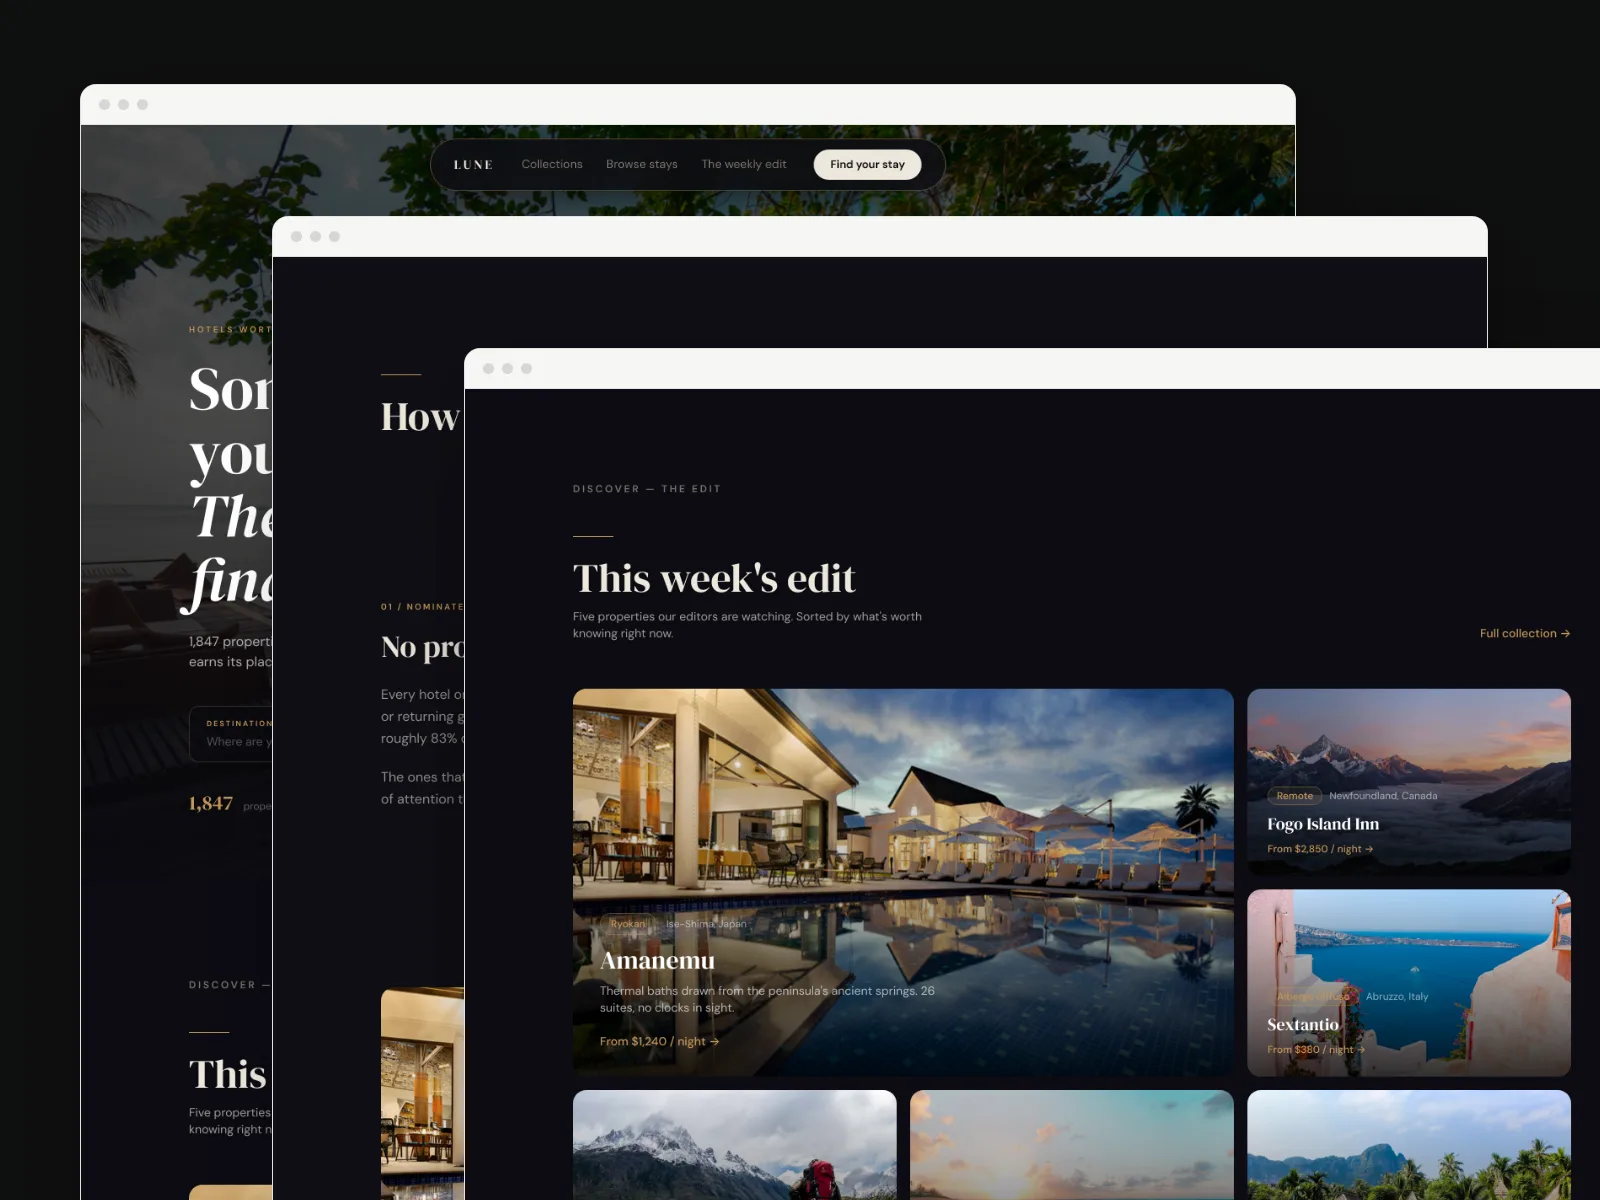 LUNE Collections Browse stays The weekly edit Find your stay
HOTELS WORT
Son
you
The
fina
1,847 properti
earns its plac
DESTINATION
Where are y
1,847 prope
DISCOVER —
This
Five properties
knowing right n
How
01 / NOMINATE
No pro
Every hotel o
or returning g
roughly 83%
The ones that
of attention t
DISCOVER — THE EDIT
This week's edit
Five properties our editors are watching. Sorted by what's worth
knowing right now.
Full collection →
Ryokan Ise-Shima, Japan
Amanemu
Thermal baths drawn from the peninsula's ancient springs. 26
suites, no clocks in sight.
From $1,240 / night →
Remote Newfoundland, Canada
Fogo Island Inn
From $2,850 / night →
Albergo diffuso Abruzzo, Italy
Sextantio
From $380 / night →